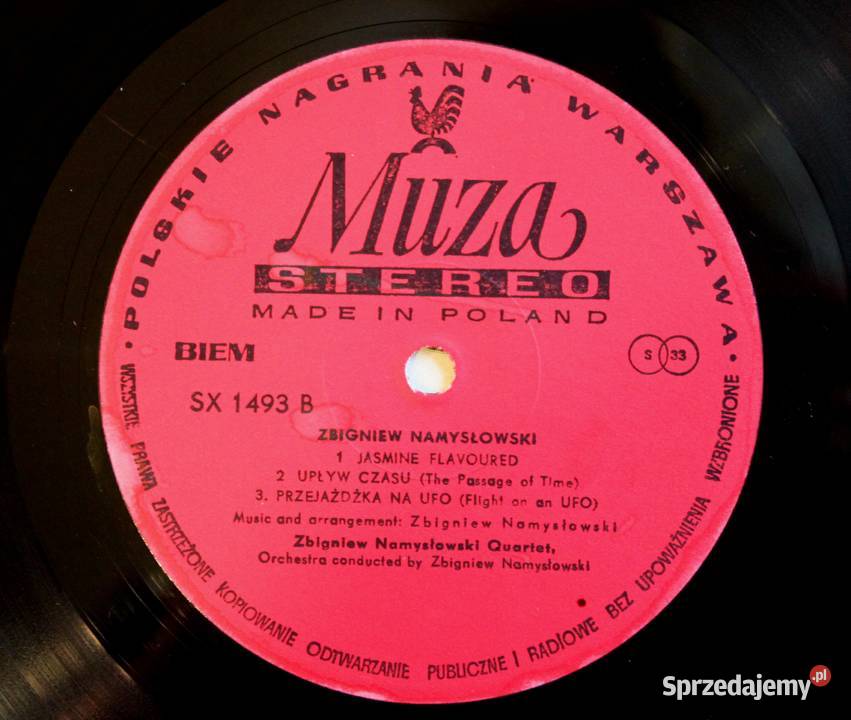 POLSKIE NAGRANIA WARSZAWA
Muza
STEREO
MADE IN POLAND
BIEM
S 33
SX 1493 B
ZBIGNIEW NAMYSŁOWSKI
1 JASMINE FLAVOURED
2 UPŁYW CZASU (The Passage of Time)
3. PRZEJAŻDŻKA NA UFO (Flight on an UFO)
Music and arrangement: Zbigniew Namysłowski
Zbigniew Namysłowski Quartet,
Orchestra conducted by Zbigniew Namysłowski
• WSZYSTKIE PRAWA ZASTRZEŻONE KOPIOWANIE ODTWARZANIE PUBLICZNE I RADIOWE BEZ UPOWAŻNIENIA WZBRONIONE •
Sprzedajemy.pl